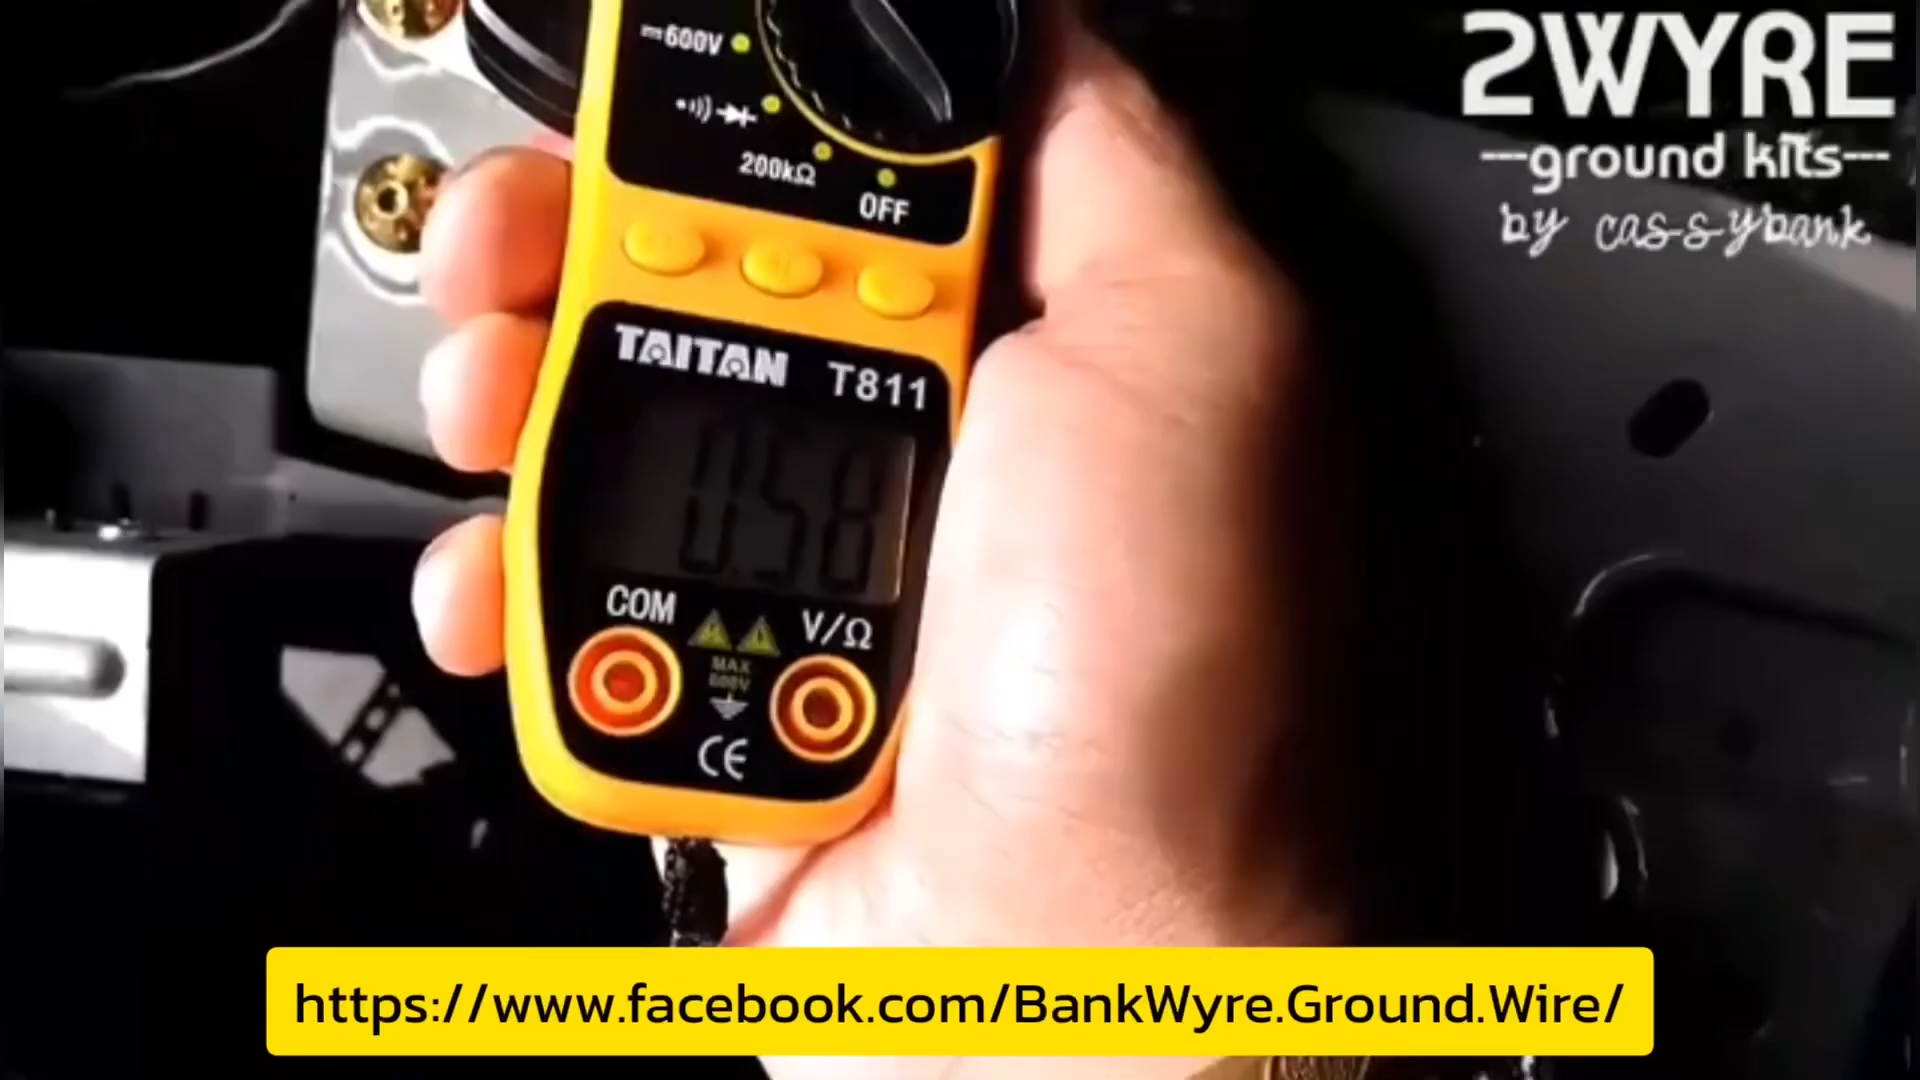 2WYRE
---ground kits---
by cas-s-ybank
⎓600V
200kΩ
OFF
TAITAN T811
0.58
COM V/Ω
MAX
600V
CE
https://www.facebook.com/BankWyre.Ground.Wire/